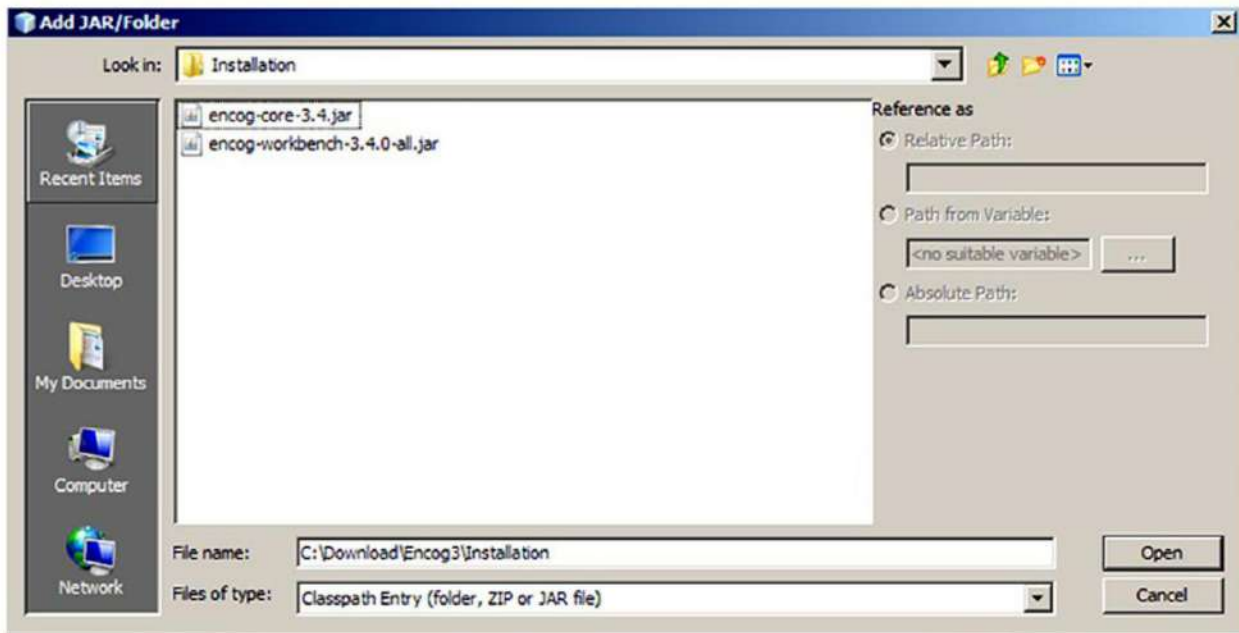 Add JAR/Folder
Look in:
Installation
Recent Items
Desktop
My Documents
Computer
Network
encog-core-3.4.jar
encog-workbench-3.4.0-all.jar
Reference as
Relative Path:
Path from Variable:
<no suitable variable>
...
Absolute Path:
File name:
C:\Download\Encog3\Installation
Open
Files of type:
Classpath Entry (folder, ZIP or JAR file)
Cancel